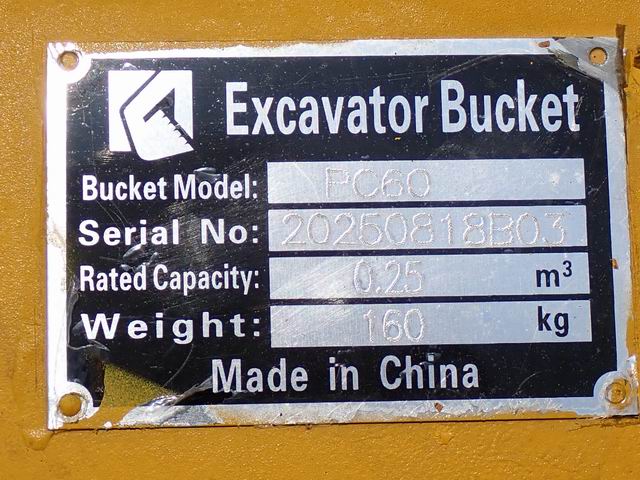 Excavator Bucket
Bucket Model: PC60
Serial No: 20250818B03
Rated Capacity: 0.25 m³
Weight: 160 kg
Made in China